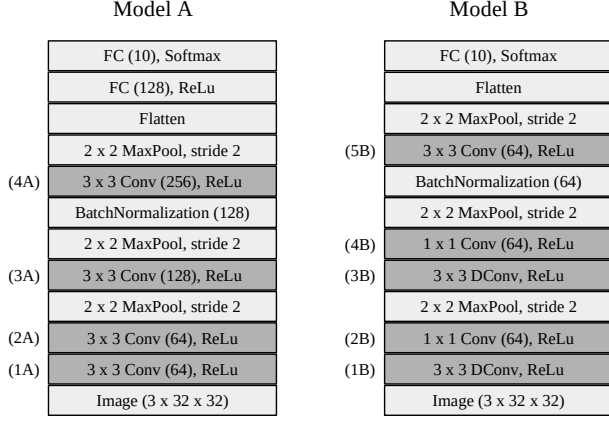 Model A
FC (10), Softmax
FC (128), ReLu
Flatten
2 x 2 MaxPool, stride 2
(4A) 3 x 3 Conv (256), ReLu
BatchNormalization (128)
2 x 2 MaxPool, stride 2
(3A) 3 x 3 Conv (128), ReLu
2 x 2 MaxPool, stride 2
(2A) 3 x 3 Conv (64), ReLu
(1A) 3 x 3 Conv (64), ReLu
Image (3 x 32 x 32)
Model B
FC (10), Softmax
Flatten
2 x 2 MaxPool, stride 2
(5B) 3 x 3 Conv (64), ReLu
BatchNormalization (64)
2 x 2 MaxPool, stride 2
(4B) 1 x 1 Conv (64), ReLu
(3B) 3 x 3 DConv, ReLu
2 x 2 MaxPool, stride 2
(2B) 1 x 1 Conv (64), ReLu
(1B) 3 x 3 DConv, ReLu
Image (3 x 32 x 32)